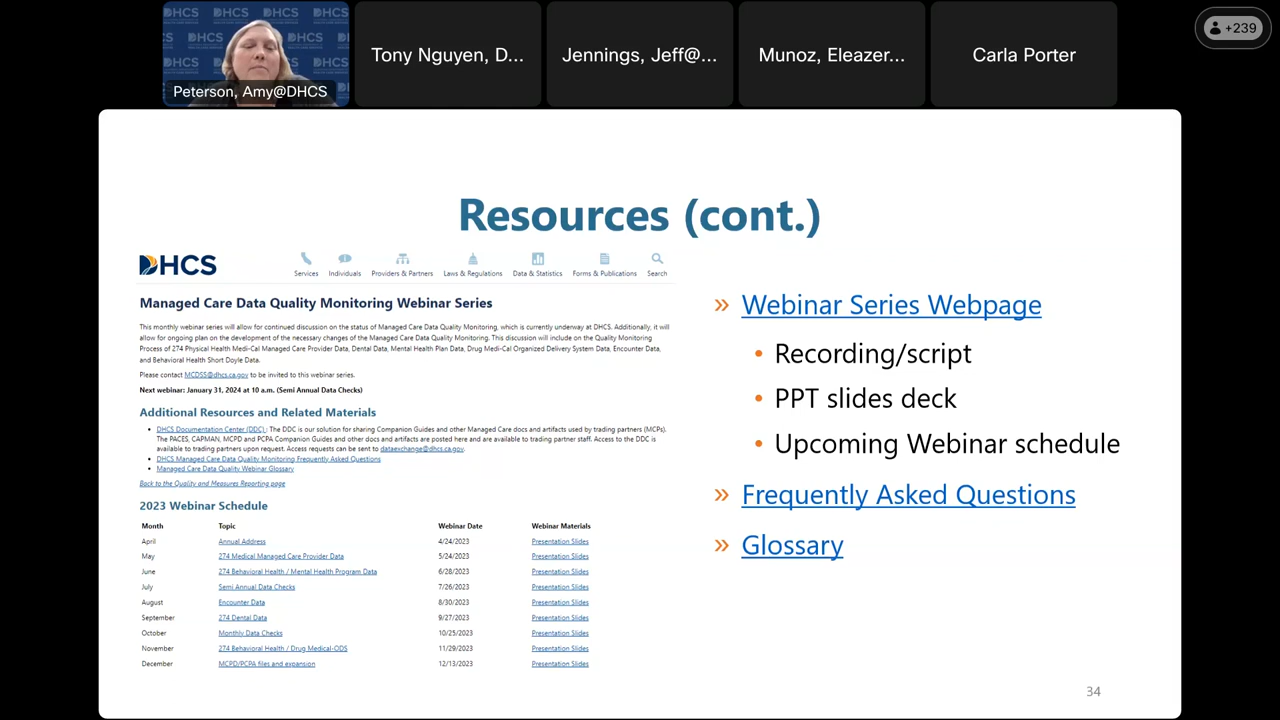 Peterson, Amy@DHCS
Tony Nguyen, D...
Jennings, Jeff@...
Munoz, Eleazer...
Carla Porter
+239
Resources (cont.)
DHCS
Services
Individuals
Providers & Partners
Laws & Regulations
Data & Statistics
Forms & Publications
Search
Managed Care Data Quality Monitoring Webinar Series
This monthly webinar series will allow for continued discussion on the status of Managed Care Data Quality Monitoring, which is currently underway at DHCS. Additionally, it will
allow for ongoing plan on the development of the necessary changes of the Managed Care Data Quality Monitoring. This discussion will include on the Quality Monitoring
Process of 274 Physical Health Medi-Cal Managed Care Provider Data, Dental Data, Mental Health Plan Data, Drug Medi-Cal Organized Delivery System Data, Encounter Data,
and Behavioral Health Short Doyle Data.
Please contact MCDSS@dhcs.ca.gov to be invited to this webinar series.
Next webinar: January 31, 2024 at 10 a.m. (Semi Annual Data Checks)
Additional Resources and Related Materials
• DHCS Documentation Center (DDC) : The DDC is our solution for sharing Companion Guides and other Managed Care docs and artifacts used by trading partners (MCPs).
The PACES, CAPMAN, MCPD and PCPA Companion Guides and other docs and artifacts are posted here and are available to trading partner staff. Access to the DDC is
available to trading partners upon request. Access requests can be sent to dataexchange@dhcs.ca.gov.
• DHCS Managed Care Data Quality Monitoring Frequently Asked Questions
• Managed Care Data Quality Webinar Glossary
Back to the Quality and Measures Reporting page
2023 Webinar Schedule
Month Topic Webinar Date Webinar Materials
April Annual Address 4/24/2023 Presentation Slides
May 274 Medical Managed Care Provider Data 5/24/2023 Presentation Slides
June 274 Behavioral Health / Mental Health Program Data 6/28/2023 Presentation Slides
July Semi Annual Data Checks 7/26/2023 Presentation Slides
August Encounter Data 8/30/2023 Presentation Slides
September 274 Dental Data 9/27/2023 Presentation Slides
October Monthly Data Checks 10/25/2023 Presentation Slides
November 274 Behavioral Health / Drug Medical-ODS 11/29/2023 Presentation Slides
December MCPD/PCPA files and expansion 12/13/2023 Presentation Slides
» Webinar Series Webpage
• Recording/script
• PPT slides deck
• Upcoming Webinar schedule
» Frequently Asked Questions
» Glossary
34